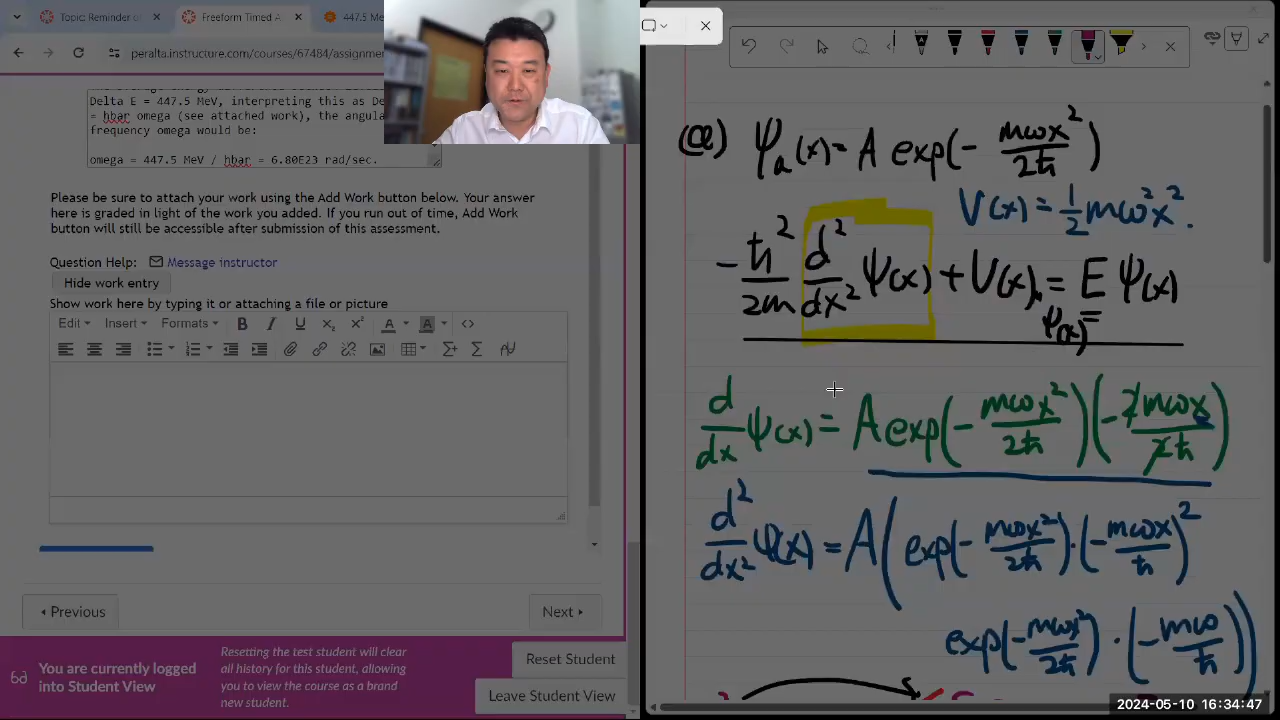 Topic Reminder o
Freeform Timed A
447.5 M
peralta.instructure.com/courses/67484/assignm
Delta E = 447.5 MeV, interpreting this as De
= hbar omega (see attached work), the angula
frequency omega would be:
omega = 447.5 MeV / hbar = 6.80E23 rad/sec.
Please be sure to attach your work using the Add Work button below. Your answer
here is graded in light of the work you added. If you run out of time, Add Work
button will still be accessible after submission of this assessment.
Question Help: Message instructor
Hide work entry
Show work here by typing it or attaching a file or picture
Edit Insert Formats B I U X₂ X² A A <>
Previous
Next
You are currently logged
into Student View
Resetting the test student will clear
all history for this student, allowing
you to view the course as a brand
new student.
Reset Student
Leave Student View
(a) ψₐ(x) = A exp(- mωx²/2ħ)
V(x) = ½mω²x².
-ħ²/2m d²/dx² ψ(x) + V(x) ψ(x) = E ψ(x)
d/dx ψ(x) = A exp(- mωx²/2ħ)(- 2mωx/2ħ)
d²/dx² ψ(x) = A(exp(- mωx²/2ħ)·(- mωx/ħ)²
exp(- mωx²/2ħ)·(- mω/ħ))
2024-05-10 16:34:47